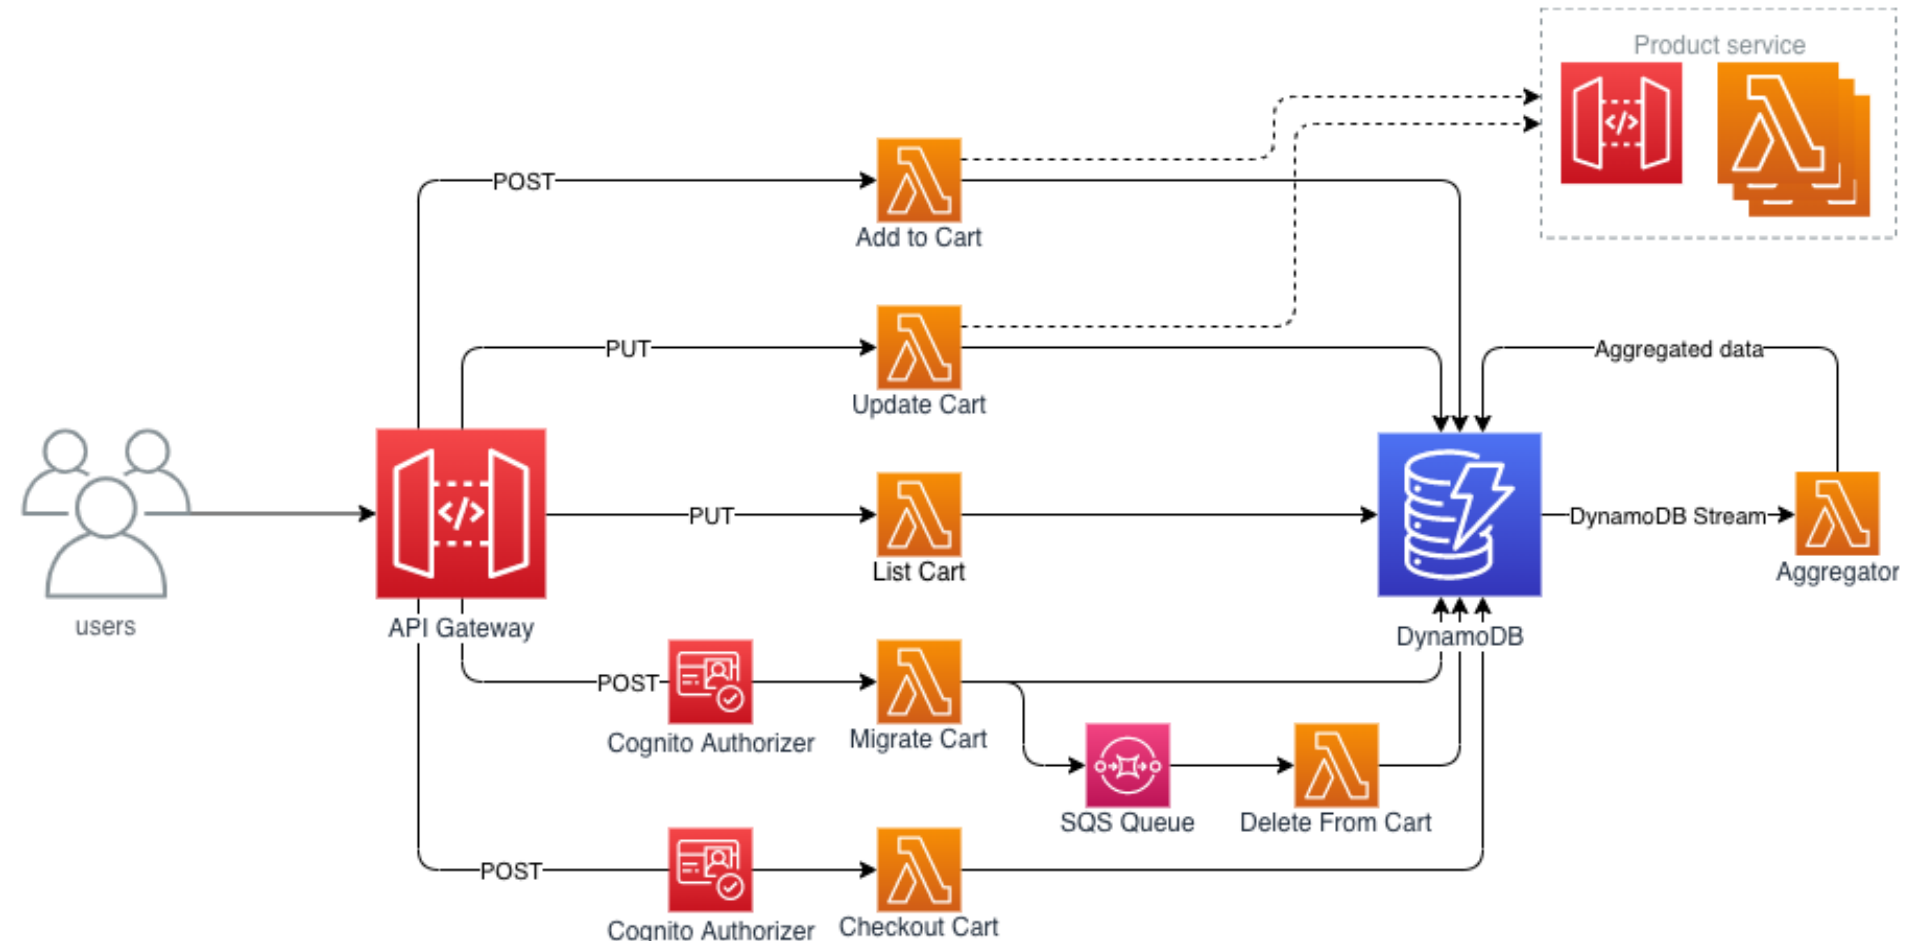 Product service
POST
Add to Cart
PUT
Update Cart
Aggregated data
PUT
List Cart
DynamoDB Stream
Aggregator
users
API Gateway
DynamoDB
POST
Cognito Authorizer
Migrate Cart
SQS Queue
Delete From Cart
POST
Cognito Authorizer
Checkout Cart